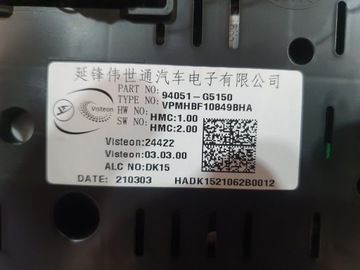 延锋伟世通汽车电子有限公司
Visteon
PART NO: 94051-G5150
TYPE NO: VPMHBF10849BHA
HW NO: HMC:1.00
SW NO: HMC:2.00
Visteon:24422
Visteon:03.03.00
ALC NO:DK15
DATE: 210303
HADK1521062B0012